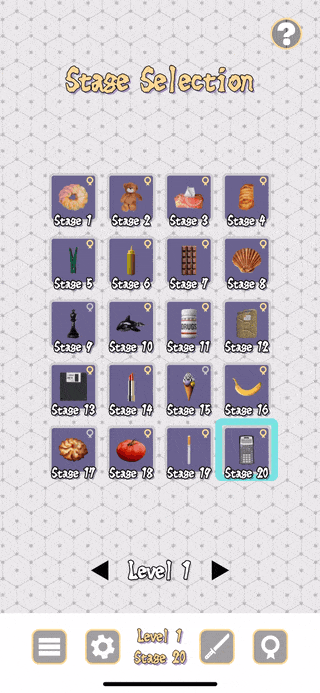 ?
Stage Selection
Stage 1 Stage 2 Stage 3 Stage 4
Stage 5 Stage 6 Stage 7 Stage 8
DRUGS
Stage 9 Stage 10 Stage 11 Stage 12
Stage 13 Stage 14 Stage 15 Stage 16
Stage 17 Stage 18 Stage 19 Stage 20
Level 1
Level 1
Stage 20